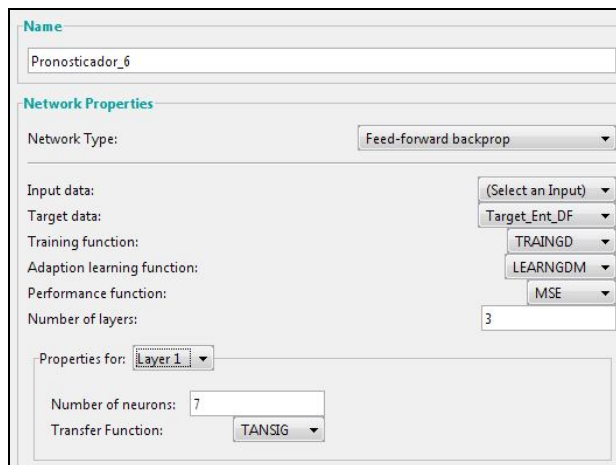 Name
Pronosticador_6
Network Properties
Network Type: Feed-forward backprop
Input data: (Select an Input)
Target data: Target_Ent_DF
Training function: TRAINGD
Adaption learning function: LEARNGDM
Performance function: MSE
Number of layers: 3
Properties for: Layer 1
Number of neurons: 7
Transfer Function: TANSIG